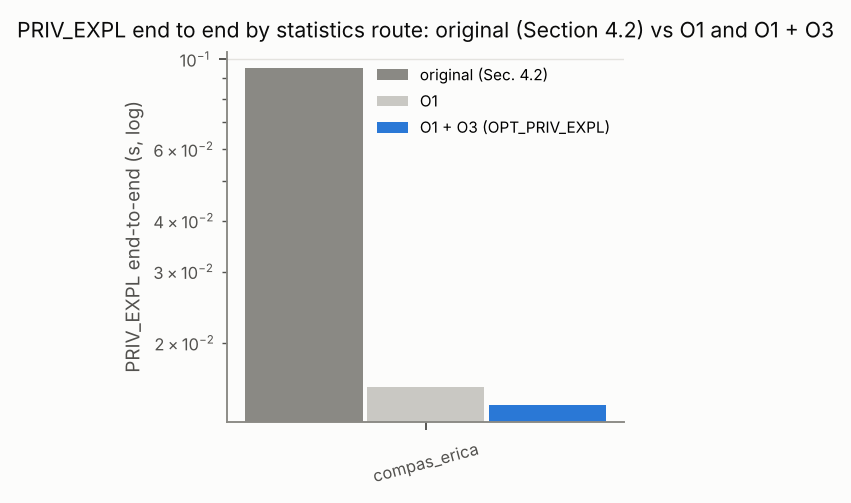 PRIV_EXPL end to end by statistics route: original (Section 4.2) vs O1 and O1 + O3
PRIV_EXPL end-to-end (s, log)
10⁻¹
6 × 10⁻²
4 × 10⁻²
3 × 10⁻²
2 × 10⁻²
original (Sec. 4.2)
O1
O1 + O3 (OPT_PRIV_EXPL)
compas_erica